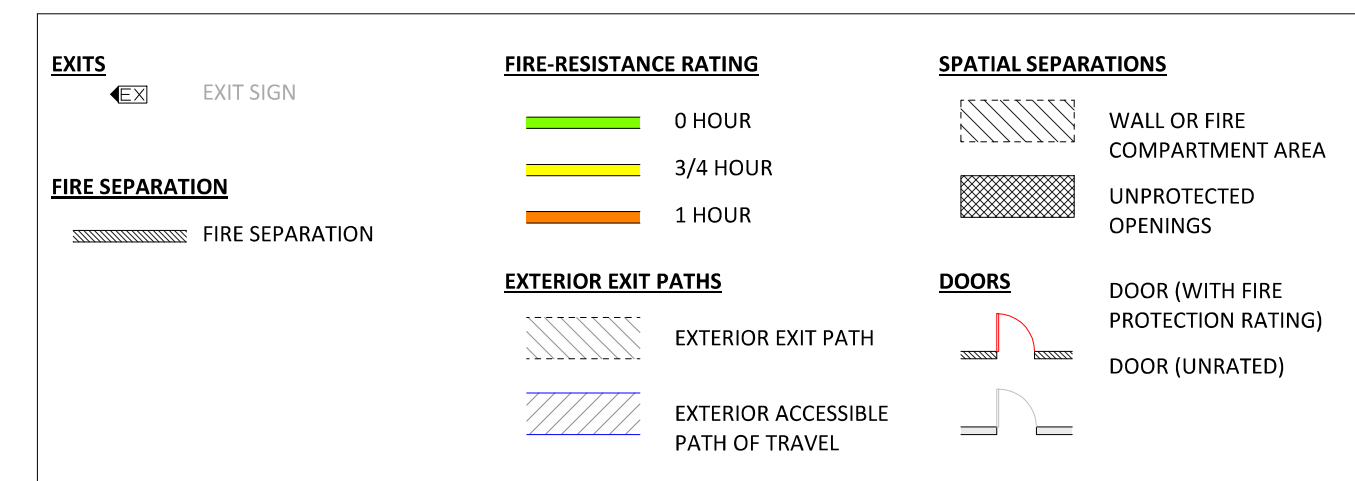 EXITS
EX
EXIT SIGN
FIRE SEPARATION
FIRE SEPARATION
FIRE-RESISTANCE RATING
0 HOUR
3/4 HOUR
1 HOUR
EXTERIOR EXIT PATHS
EXTERIOR EXIT PATH
EXTERIOR ACCESSIBLE
PATH OF TRAVEL
SPATIAL SEPARATIONS
WALL OR FIRE
COMPARTMENT AREA
UNPROTECTED
OPENINGS
DOORS
DOOR (WITH FIRE
PROTECTION RATING)
DOOR (UNRATED)